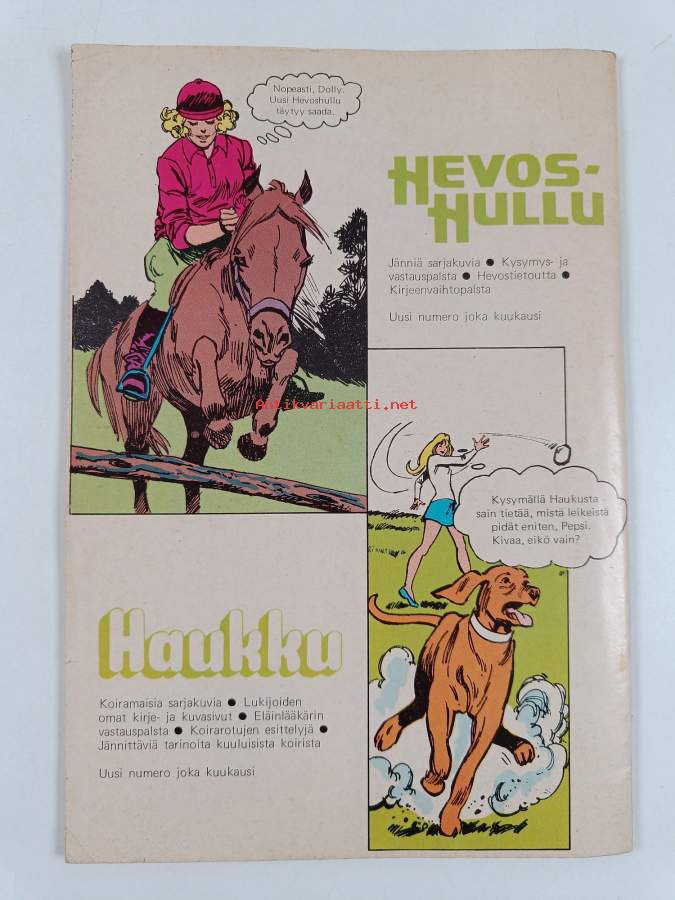 Nopeasti, Dolly.
Uusi Hevoshullu
täytyy saada.
HEVOS-
HULLU
Jänniä sarjakuvia ● Kysymys- ja
vastauspalsta ● Hevostietoutta ●
Kirjeenvaihtopalsta
Uusi numero joka kuukausi
Antikvariaatti.net
Kysymällä Haukusta
sain tietää, mistä leikeistä
pidät eniten, Pepsi.
Kivaa, eikö vain?
Haukku
Koiramaisia sarjakuvia ● Lukijoiden
omat kirje- ja kuvasivut ● Eläinlääkärin
vastauspalsta ● Koirarotujen esittelyjä ●
Jännittäviä tarinoita kuuluisista koirista
Uusi numero joka kuukausi